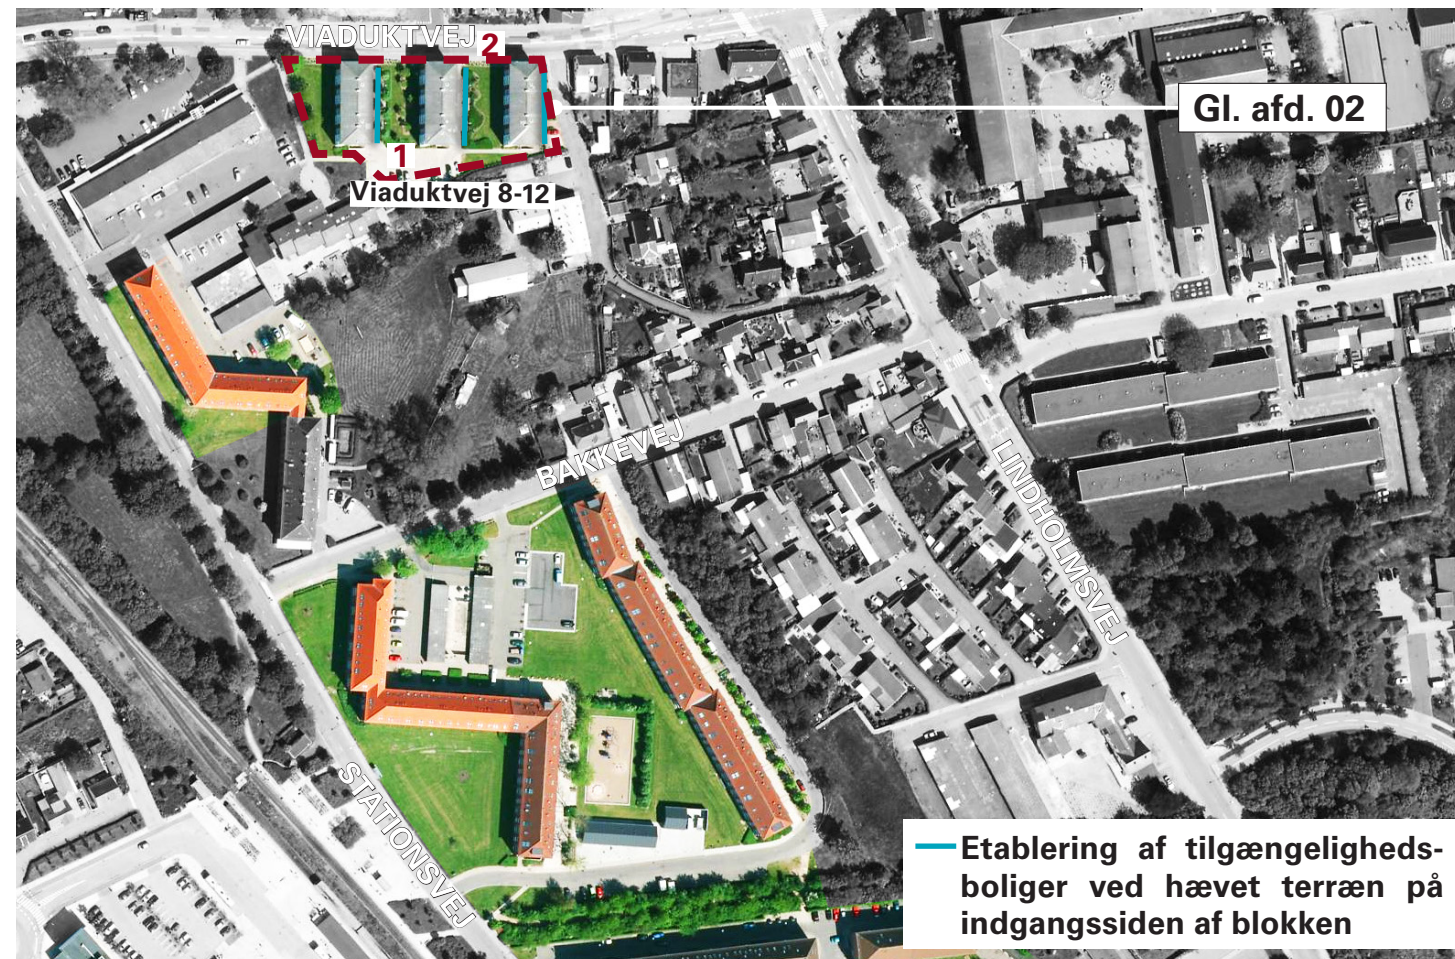 VIADUKTVEJ
2
Gl. afd. 02
1
Viaduktvej 8-12
BAKKEVEJ
LINDHOLMSVEJ
STATIONSVEJ
Etablering af tilgængeligheds-
boliger ved hævet terræn på
indgangssiden af blokken